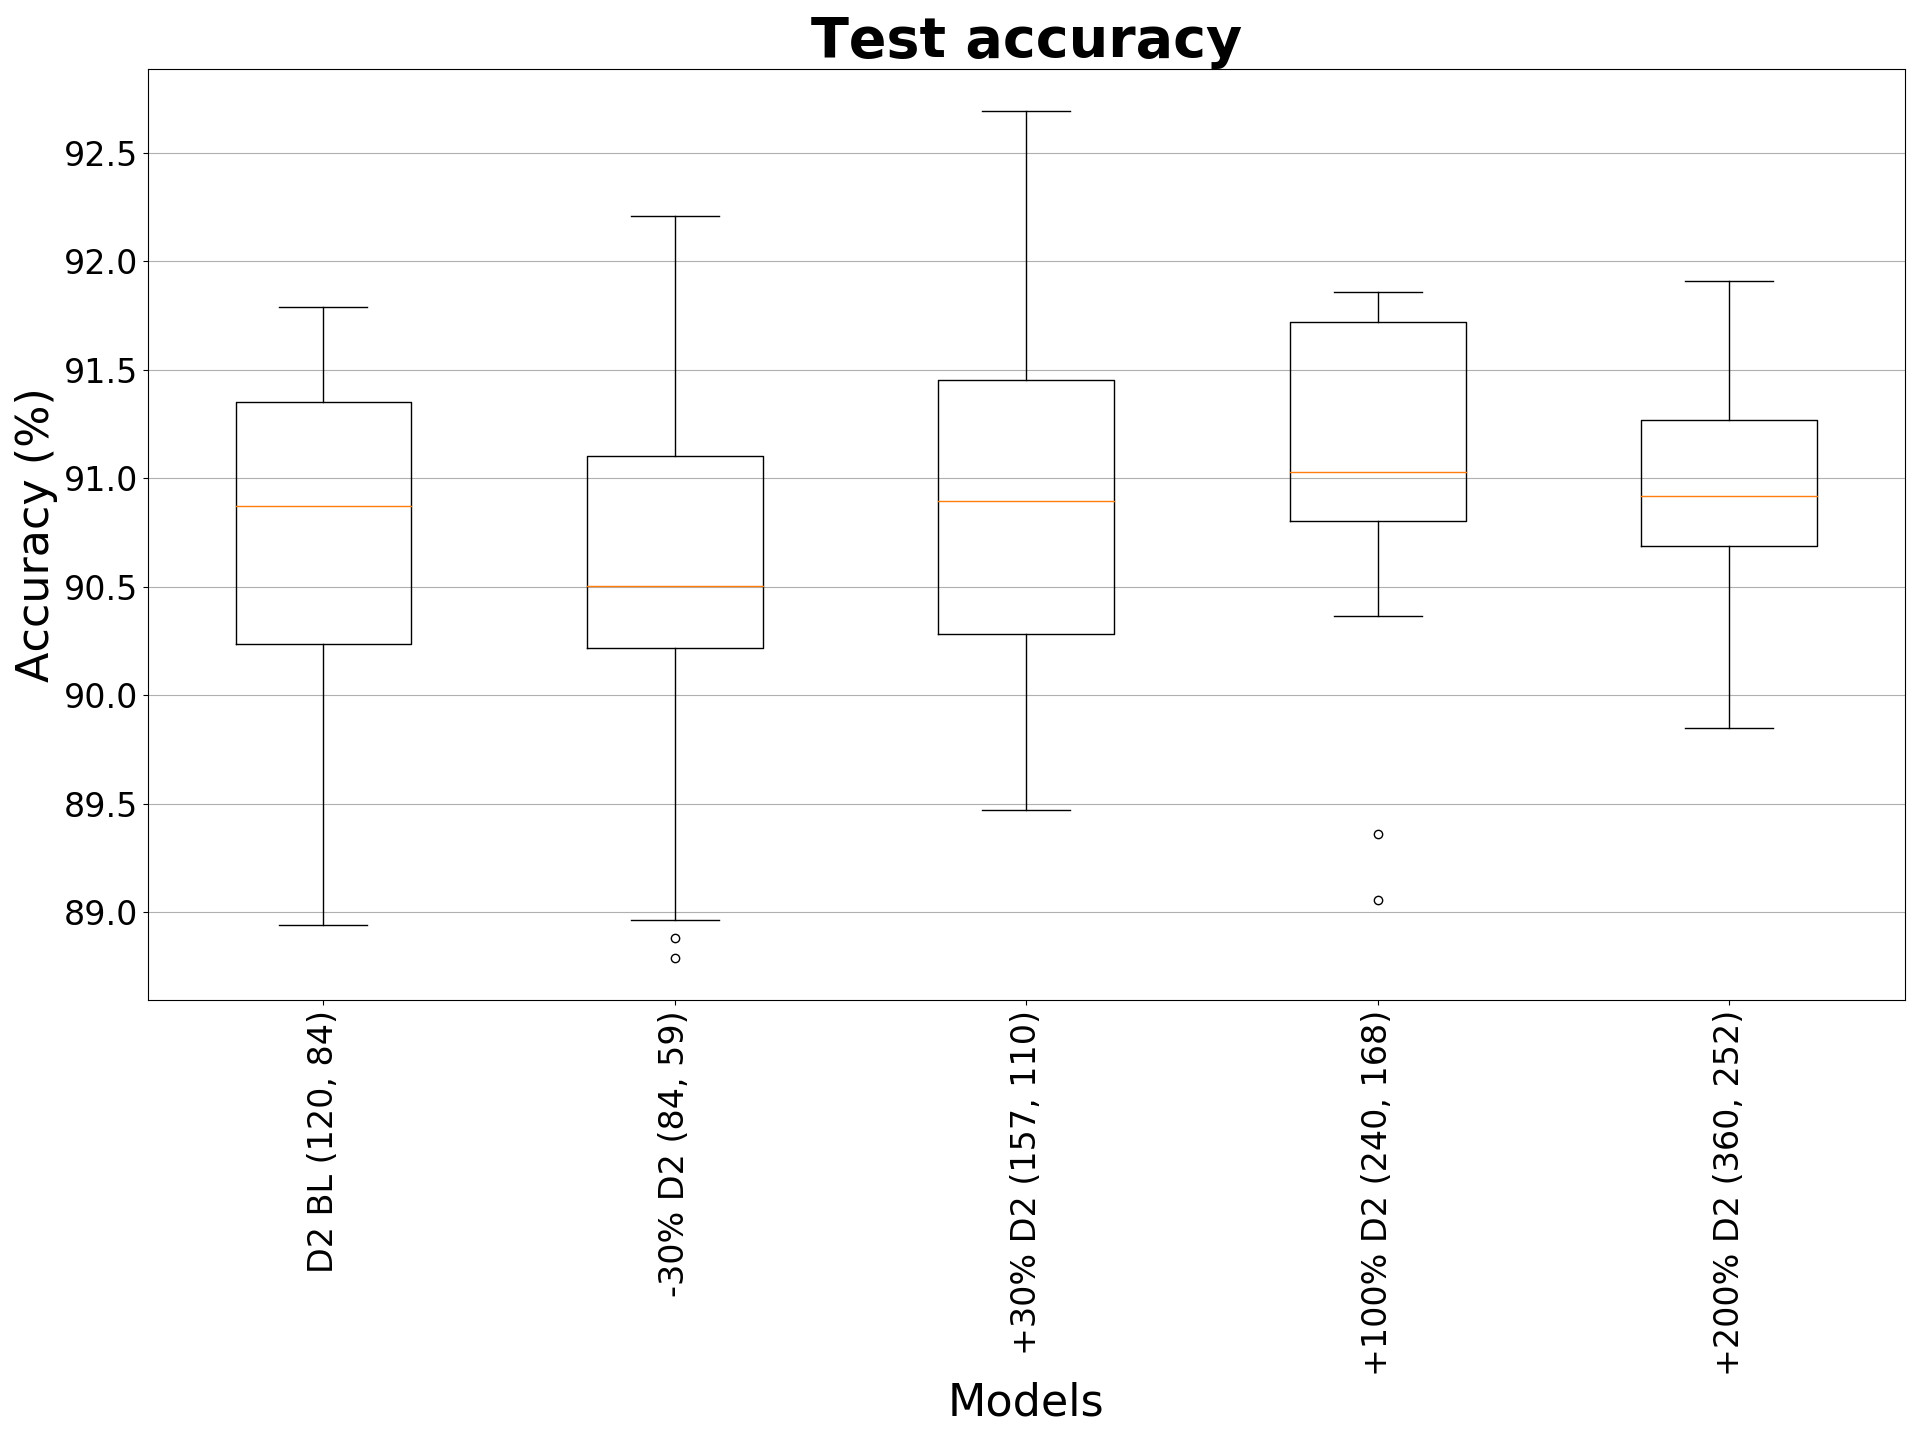 Test accuracy
Accuracy (%)
92.5
92.0
91.5
91.0
90.5
90.0
89.5
89.0
D2 BL (120, 84)
-30% D2 (84, 59)
+30% D2 (157, 110)
+100% D2 (240, 168)
+200% D2 (360, 252)
Models